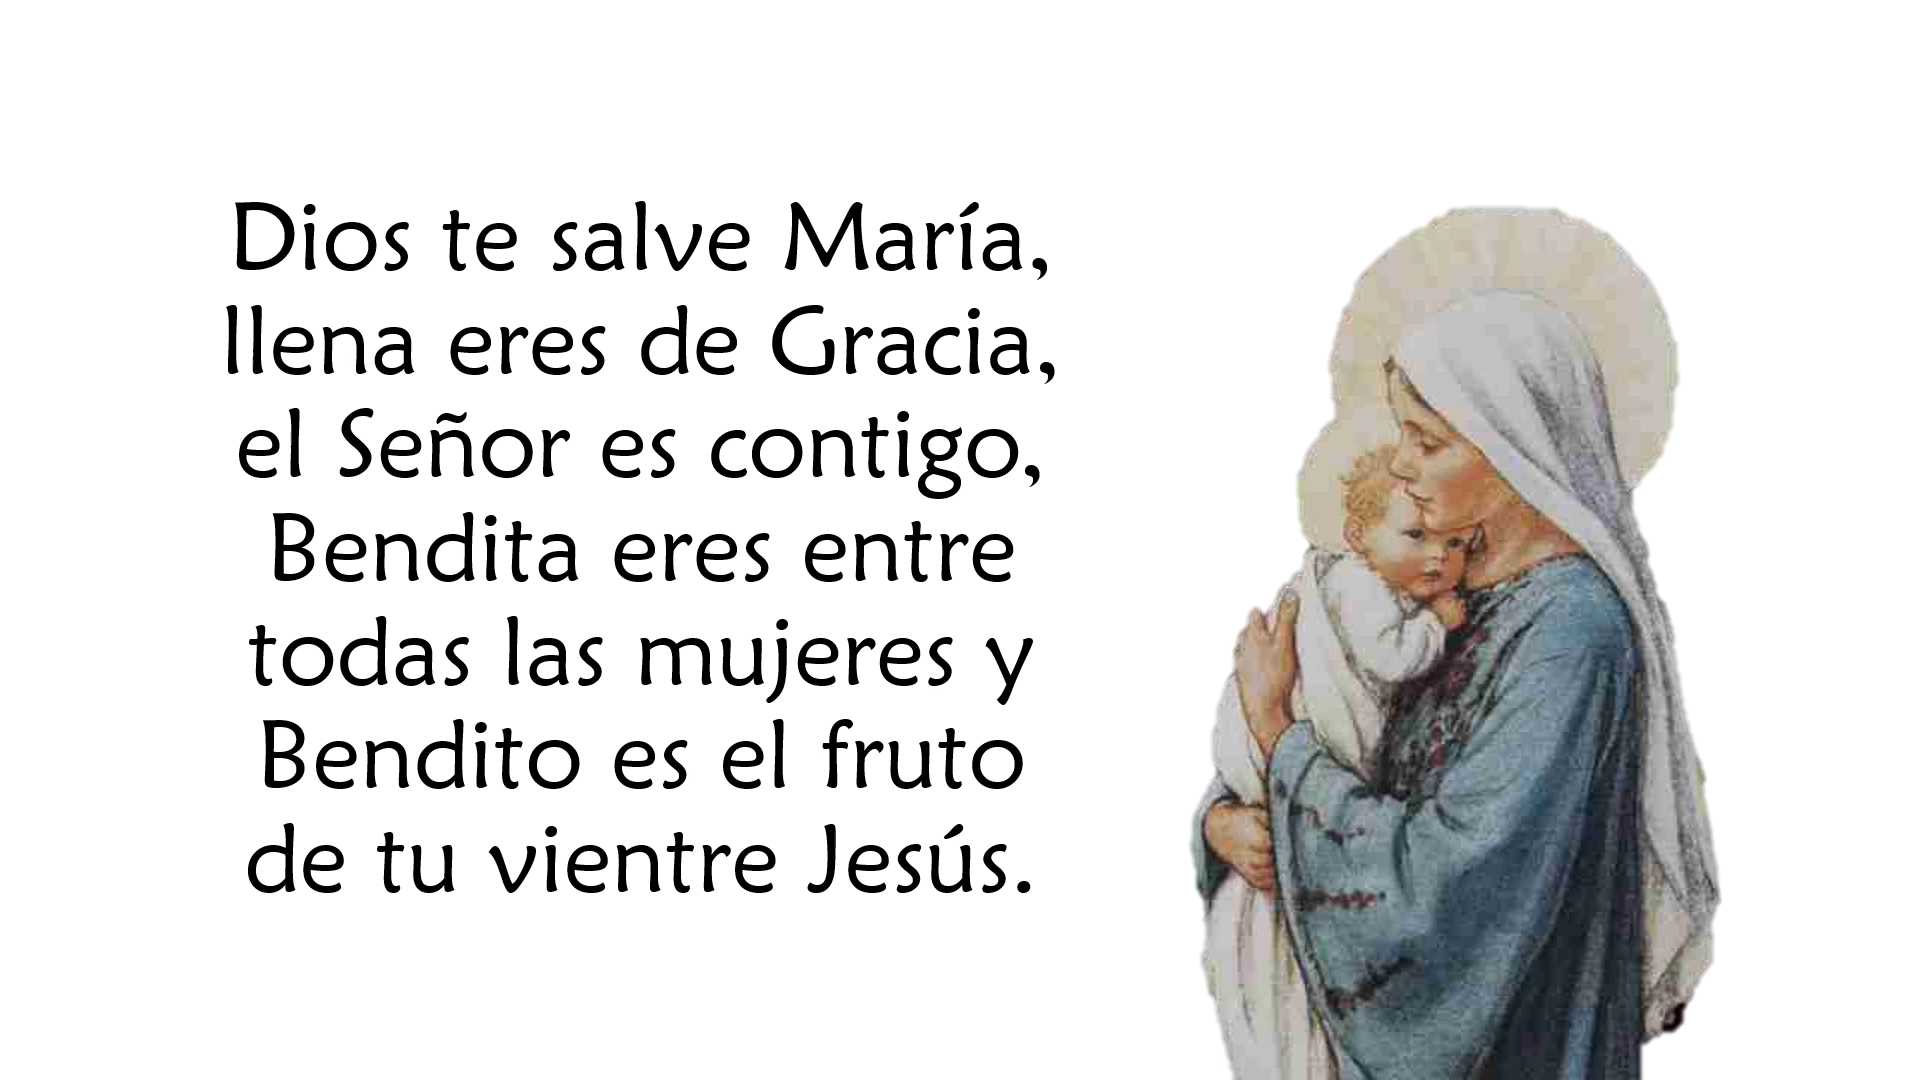 Dios te salve María,
llena eres de Gracia,
el Señor es contigo,
Bendita eres entre
todas las mujeres y
Bendito es el fruto
de tu vientre Jesús.